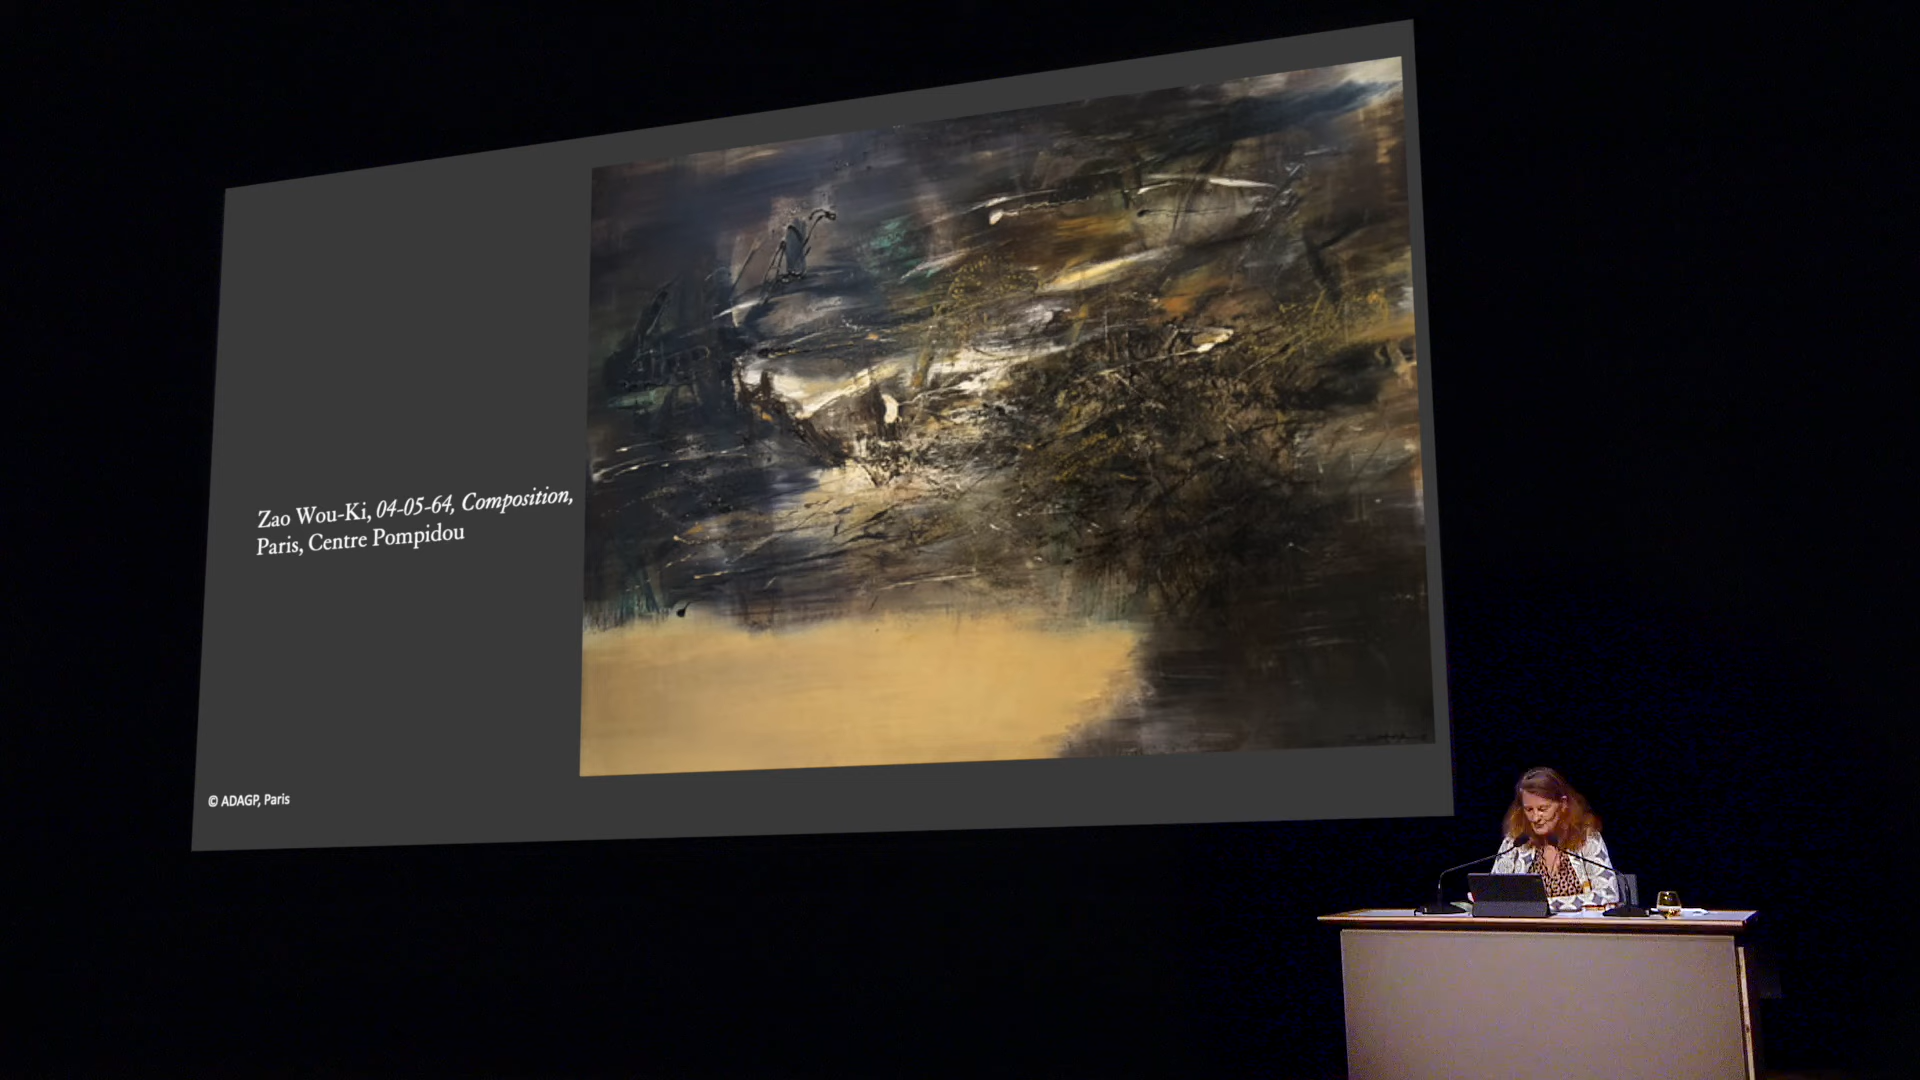 Zao Wou-Ki, 04-05-64, Composition,
Paris, Centre Pompidou
© ADAGP, Paris